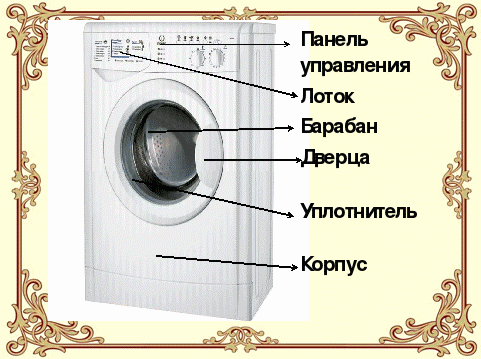 Панель
управления
Лоток
Барабан
Дверца
Уплотнитель
Корпус